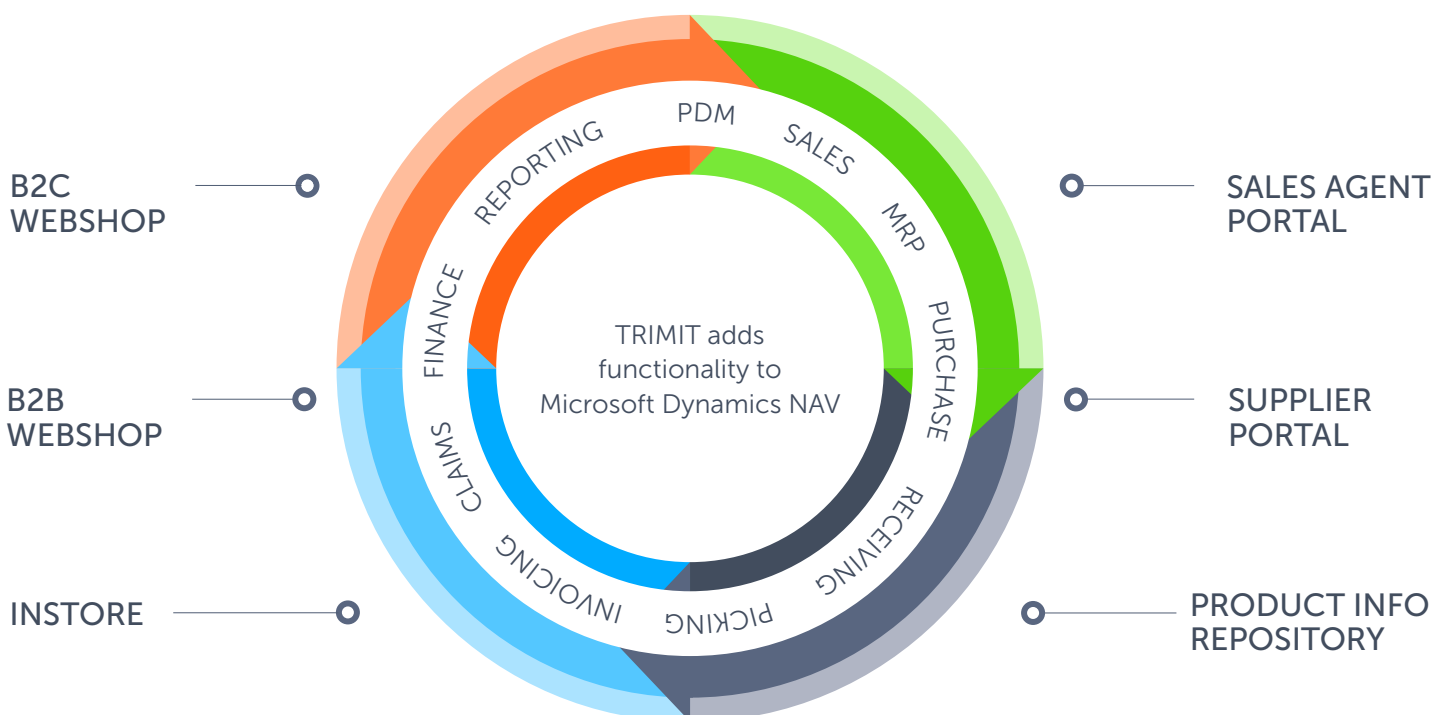 PDM
SALES
MRP
PURCHASE
RECEIVING
PICKING
INVOICING
CLAIMS
FINANCE
REPORTING
TRIMIT adds
functionality to
Microsoft Dynamics NAV
B2C
WEBSHOP
B2B
WEBSHOP
INSTORE
SALES AGENT
PORTAL
SUPPLIER
PORTAL
PRODUCT INFO
REPOSITORY